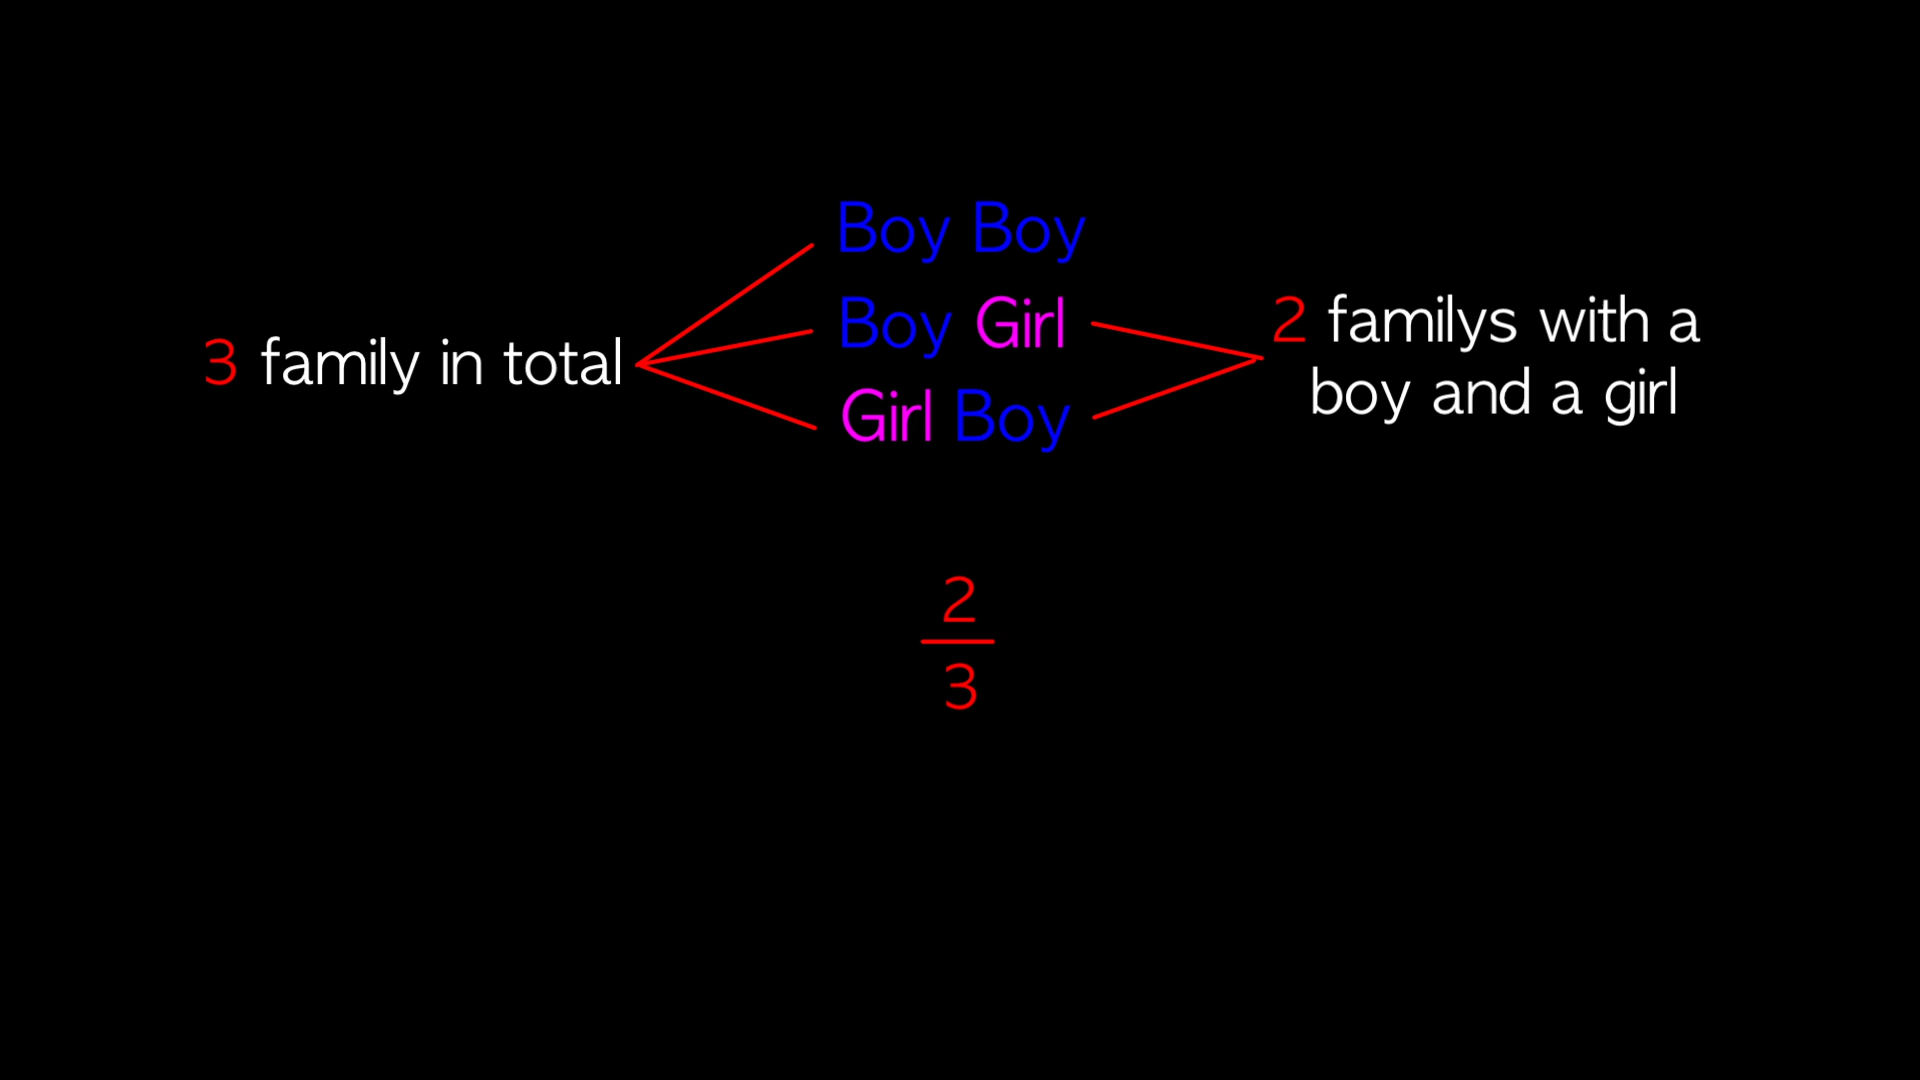 3 family in total
Boy Boy
Boy Girl
Girl Boy
2 familys with a
boy and a girl
2
3